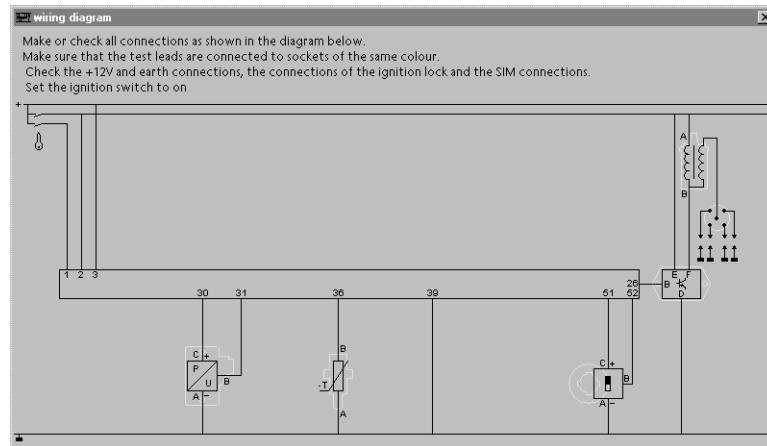 wiring diagram
Make or check all connections as shown in the diagram below.
Make sure that the test leads are connected to sockets of the same colour.
Check the +12V and earth connections, the connections of the ignition lock and the SIM connections.
Set the ignition switch to on
+
A
B
1 2 3
E F
26 B
D
30 31 36 39 51 52
C + B C +
P U B B
-T
A - A A -